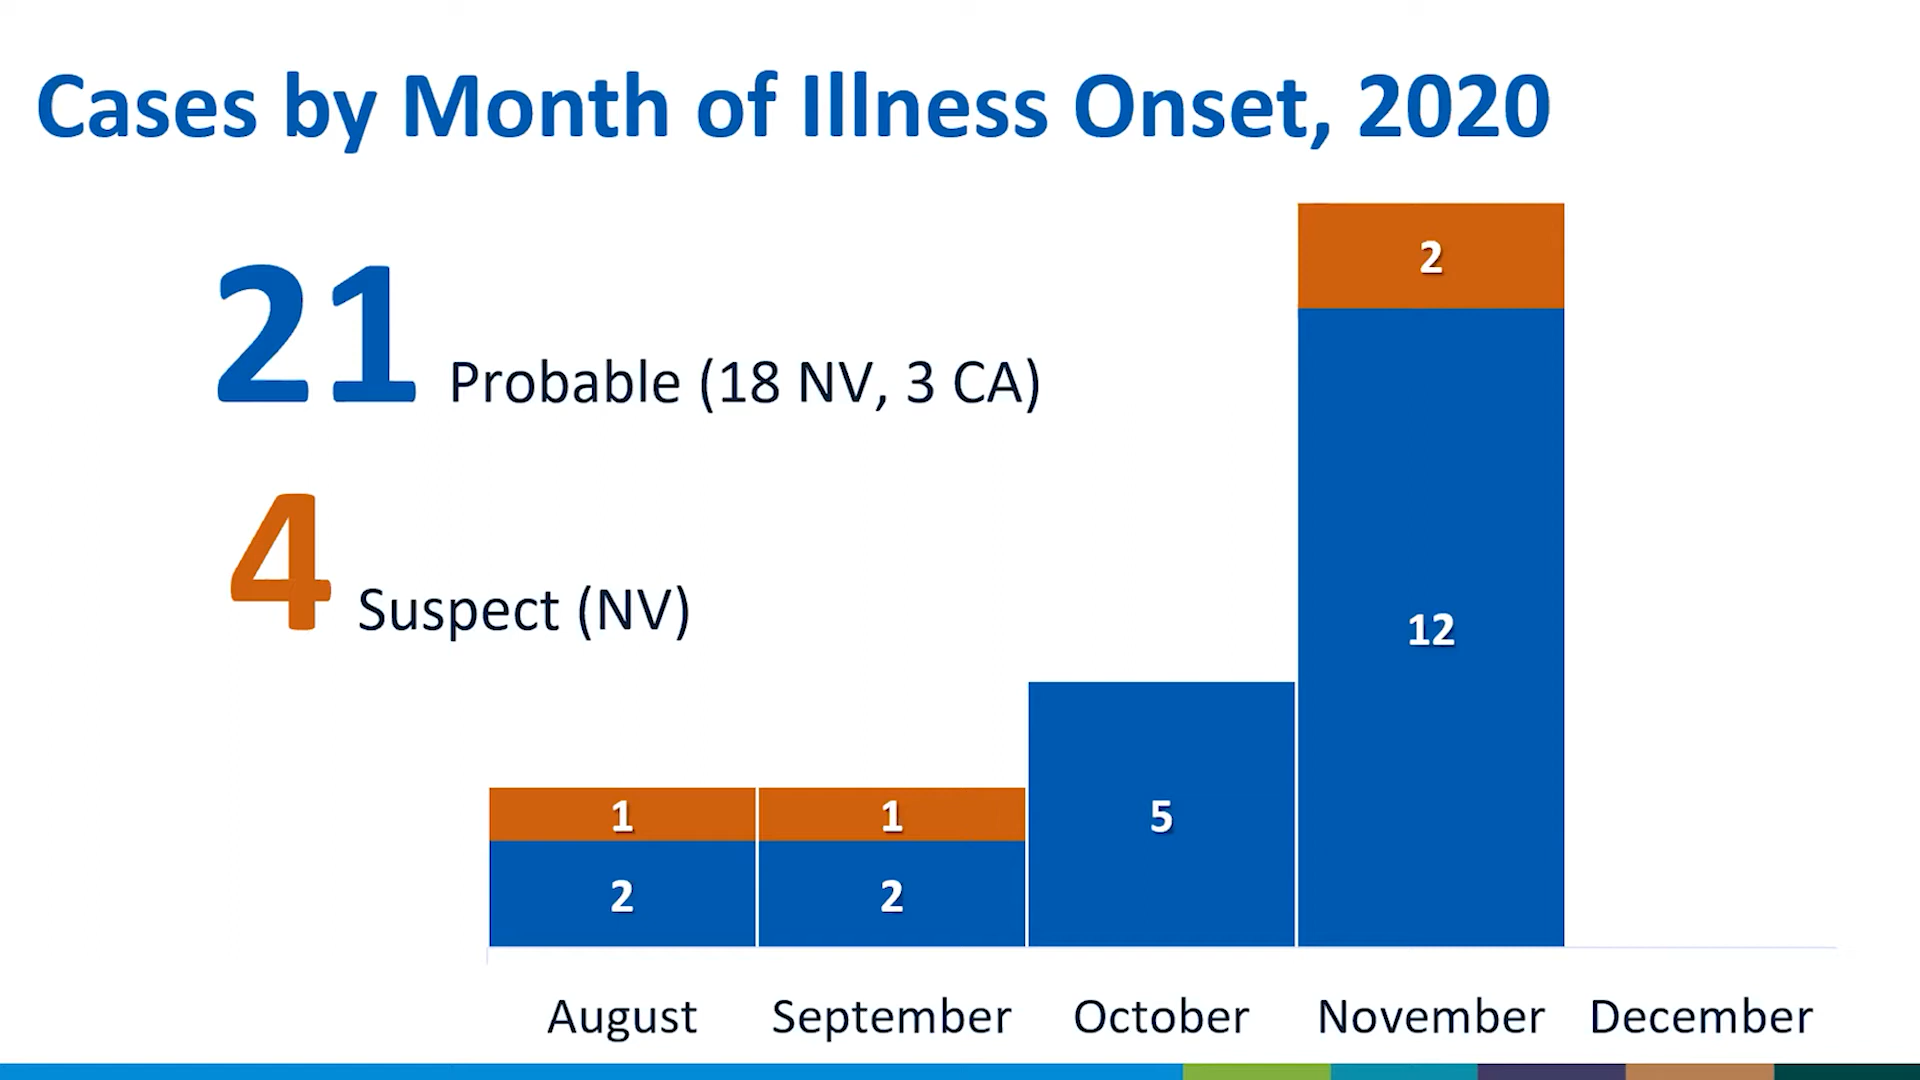 Cases by Month of Illness Onset, 2020
21 Probable (18 NV, 3 CA)
4 Suspect (NV)
2
12
1
1
5
2
2
August September October November December